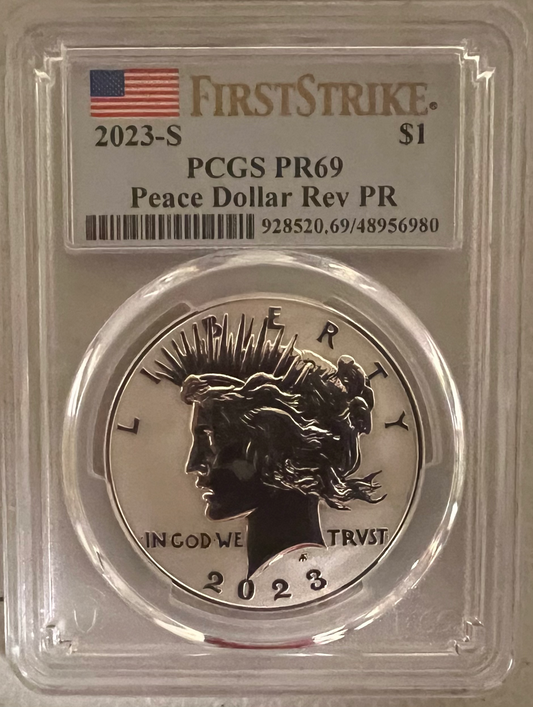 FIRSTSTRIKE®
2023-S $1
PCGS PR69
Peace Dollar Rev PR
928520.69/48956980
LIBERTY
IN GOD WE TRVST
2023